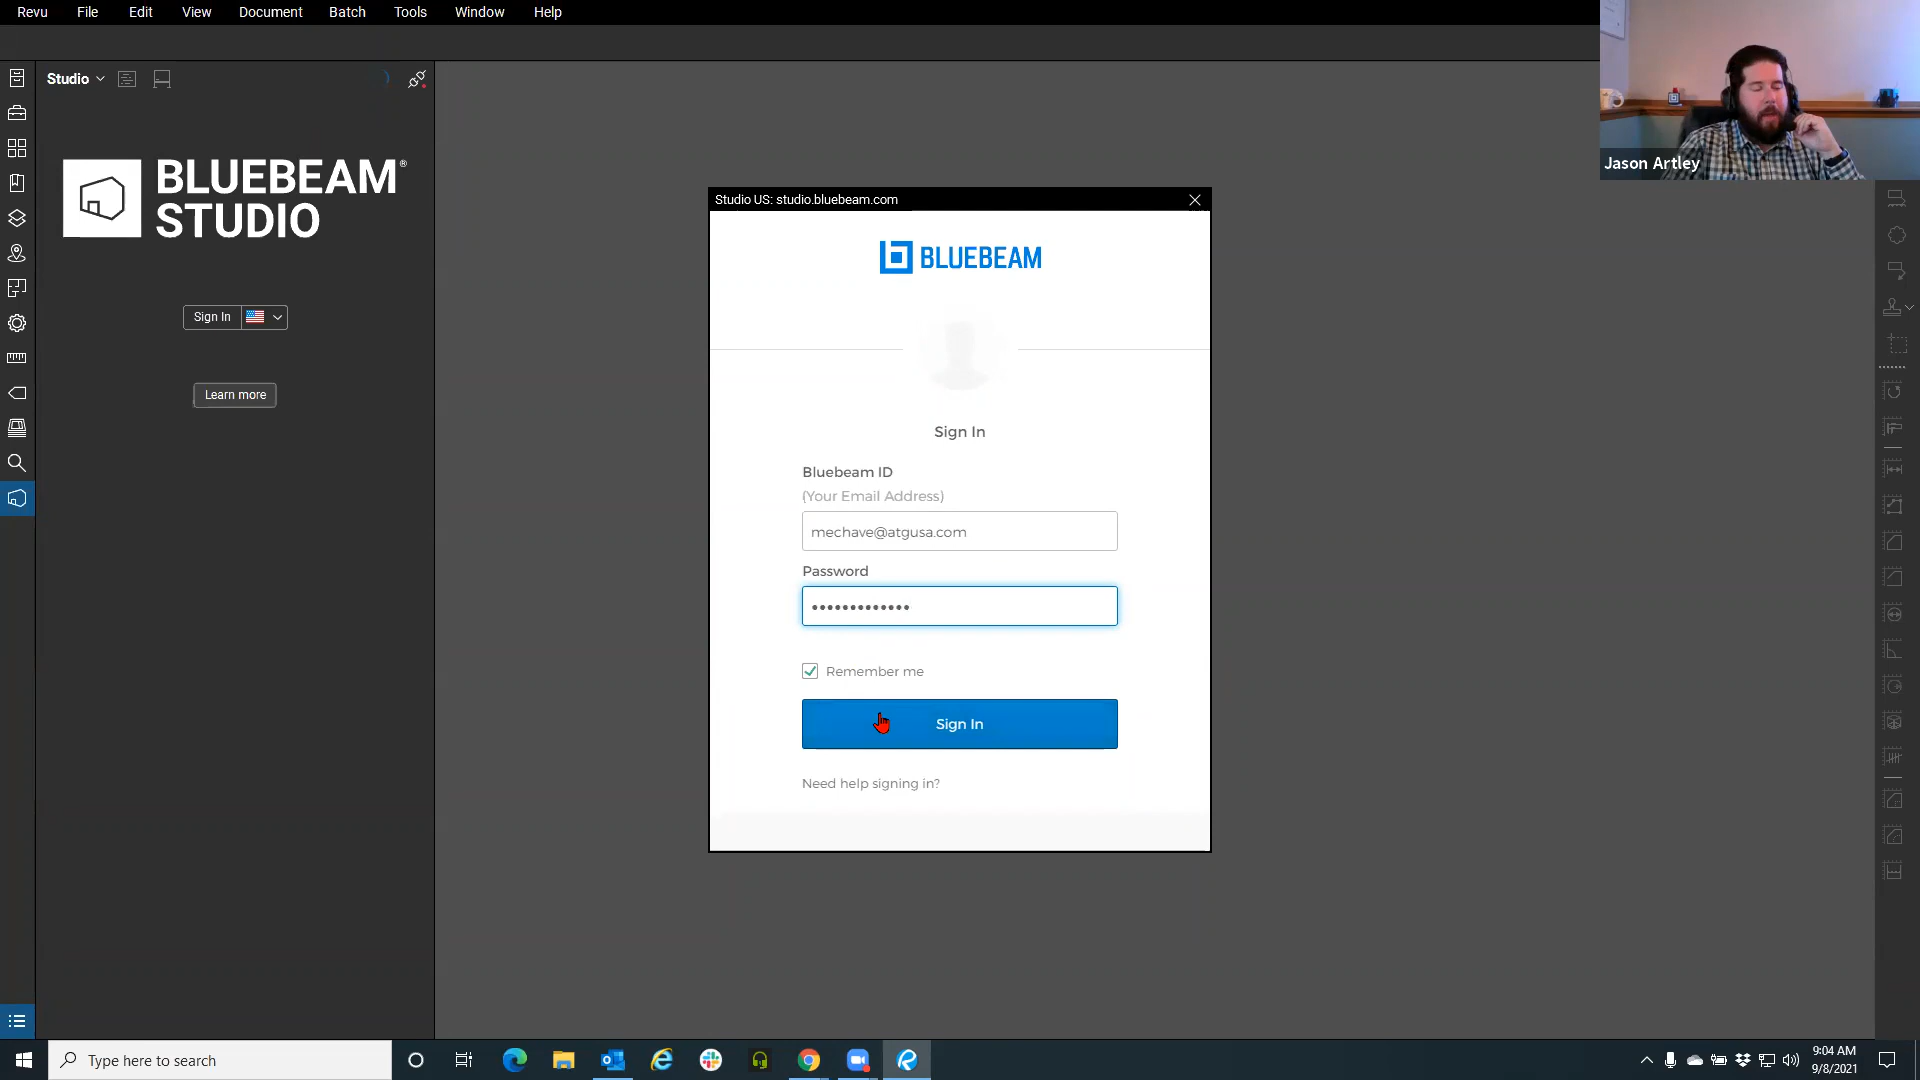 Revu File Edit View Document Batch Tools Window Help
Studio
BLUEBEAM®
STUDIO
Sign In
Learn more
Studio US: studio.bluebeam.com
BLUEBEAM
Sign In
Bluebeam ID
(Your Email Address)
mechave@atgusa.com
Password
•••••••••••••
Remember me
Sign In
Need help signing in?
Jason Artley
Type here to search
9:04 AM
9/8/2021